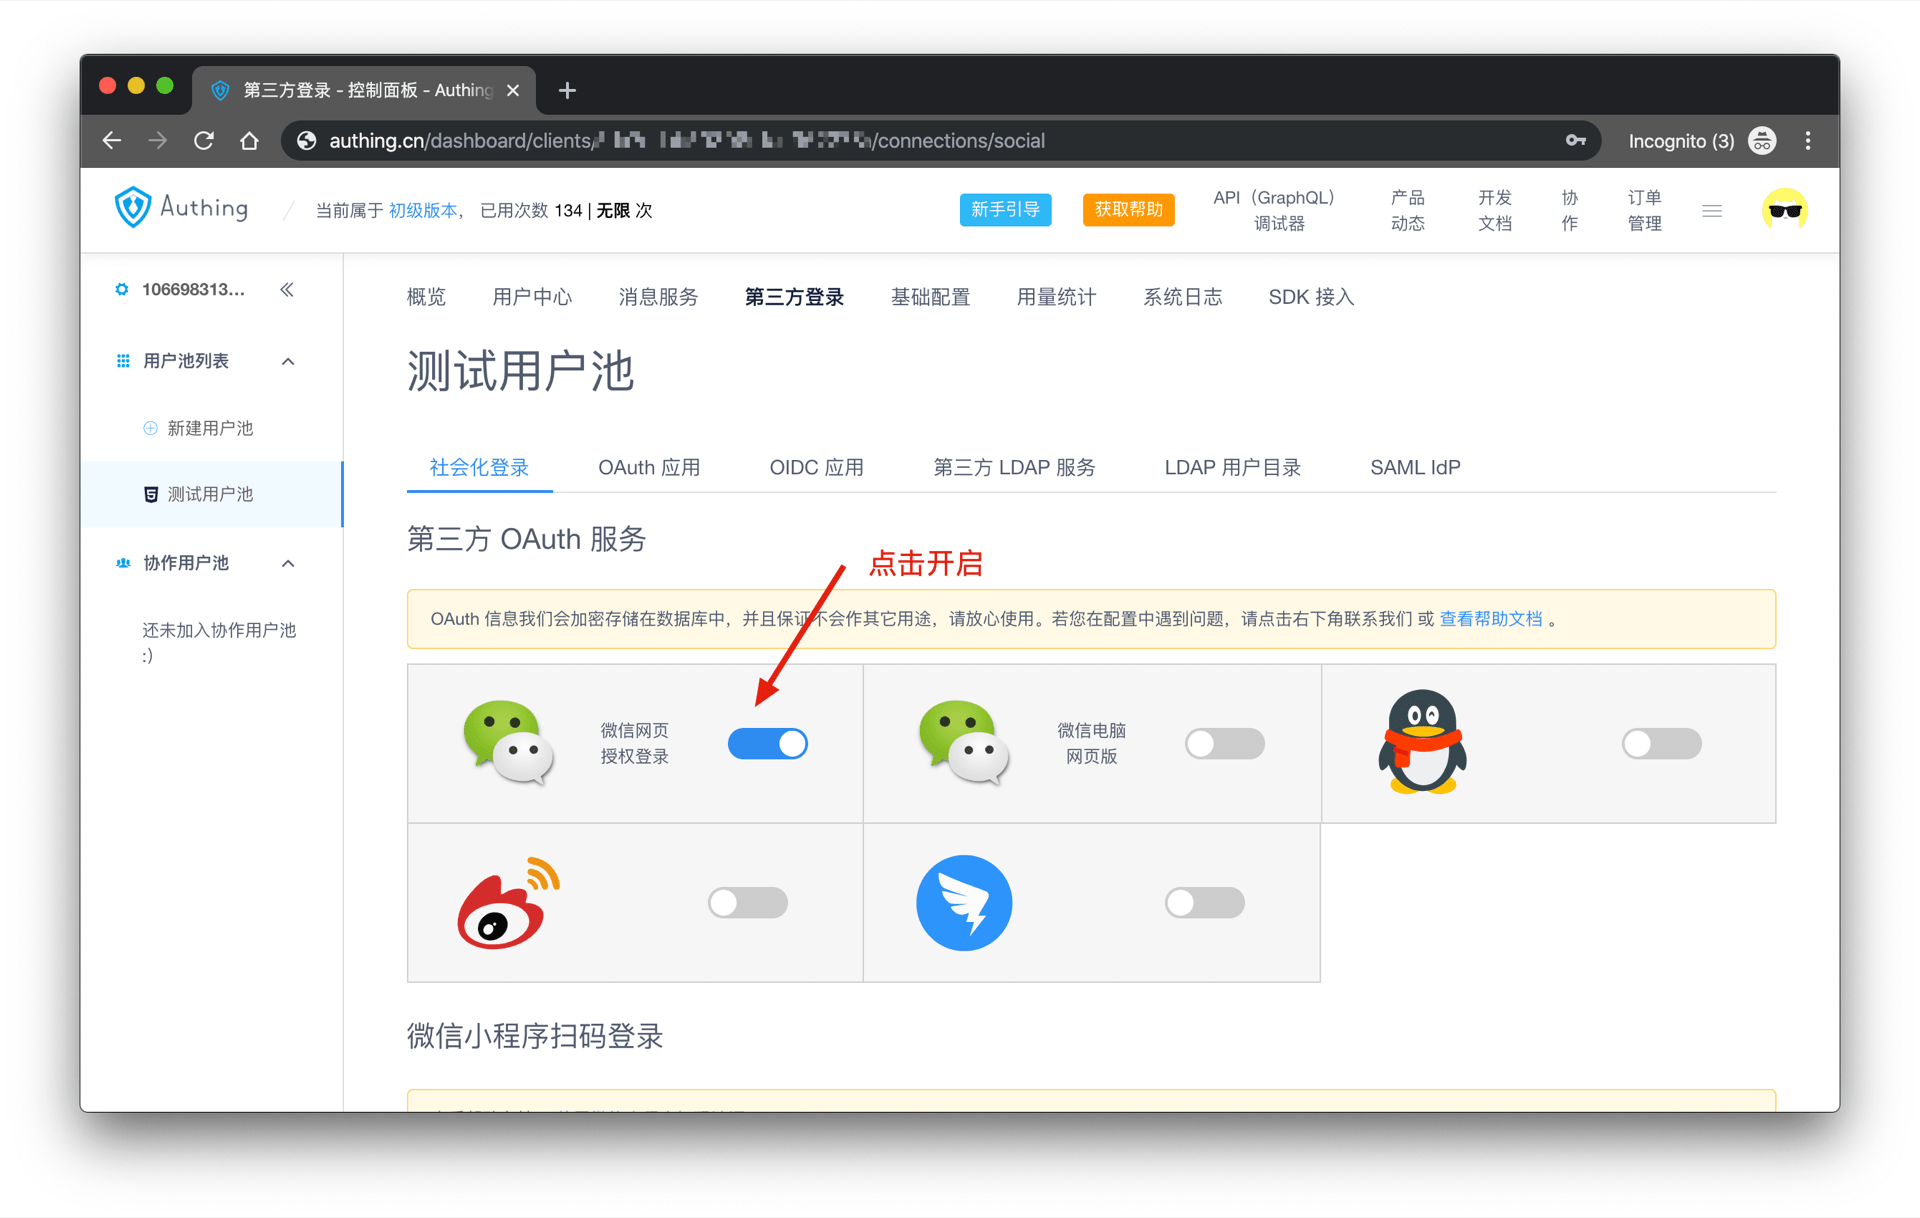 第三方登录 - 控制面板 - Authing
authing.cn/dashboard/clients/
/connections/social
Incognito (3)
Authing
当前属于 初级版本， 已用次数 134 | 无限 次
新手引导
获取帮助
API（GraphQL）
调试器
产品
动态
开发
文档
协
作
订单
管理
106698313...
概览
用户中心
消息服务
第三方登录
基础配置
用量统计
系统日志
SDK 接入
用户池列表
新建用户池
测试用户池
协作用户池
还未加入协作用户池
:)
测试用户池
社会化登录
OAuth 应用
OIDC 应用
第三方 LDAP 服务
LDAP 用户目录
SAML IdP
第三方 OAuth 服务
点击开启
OAuth 信息我们会加密存储在数据库中，并且保证不会作其它用途，请放心使用。若您在配置中遇到问题，请点击右下角联系我们 或 查看帮助文档 。
微信网页
授权登录
微信电脑
网页版
微信小程序扫码登录